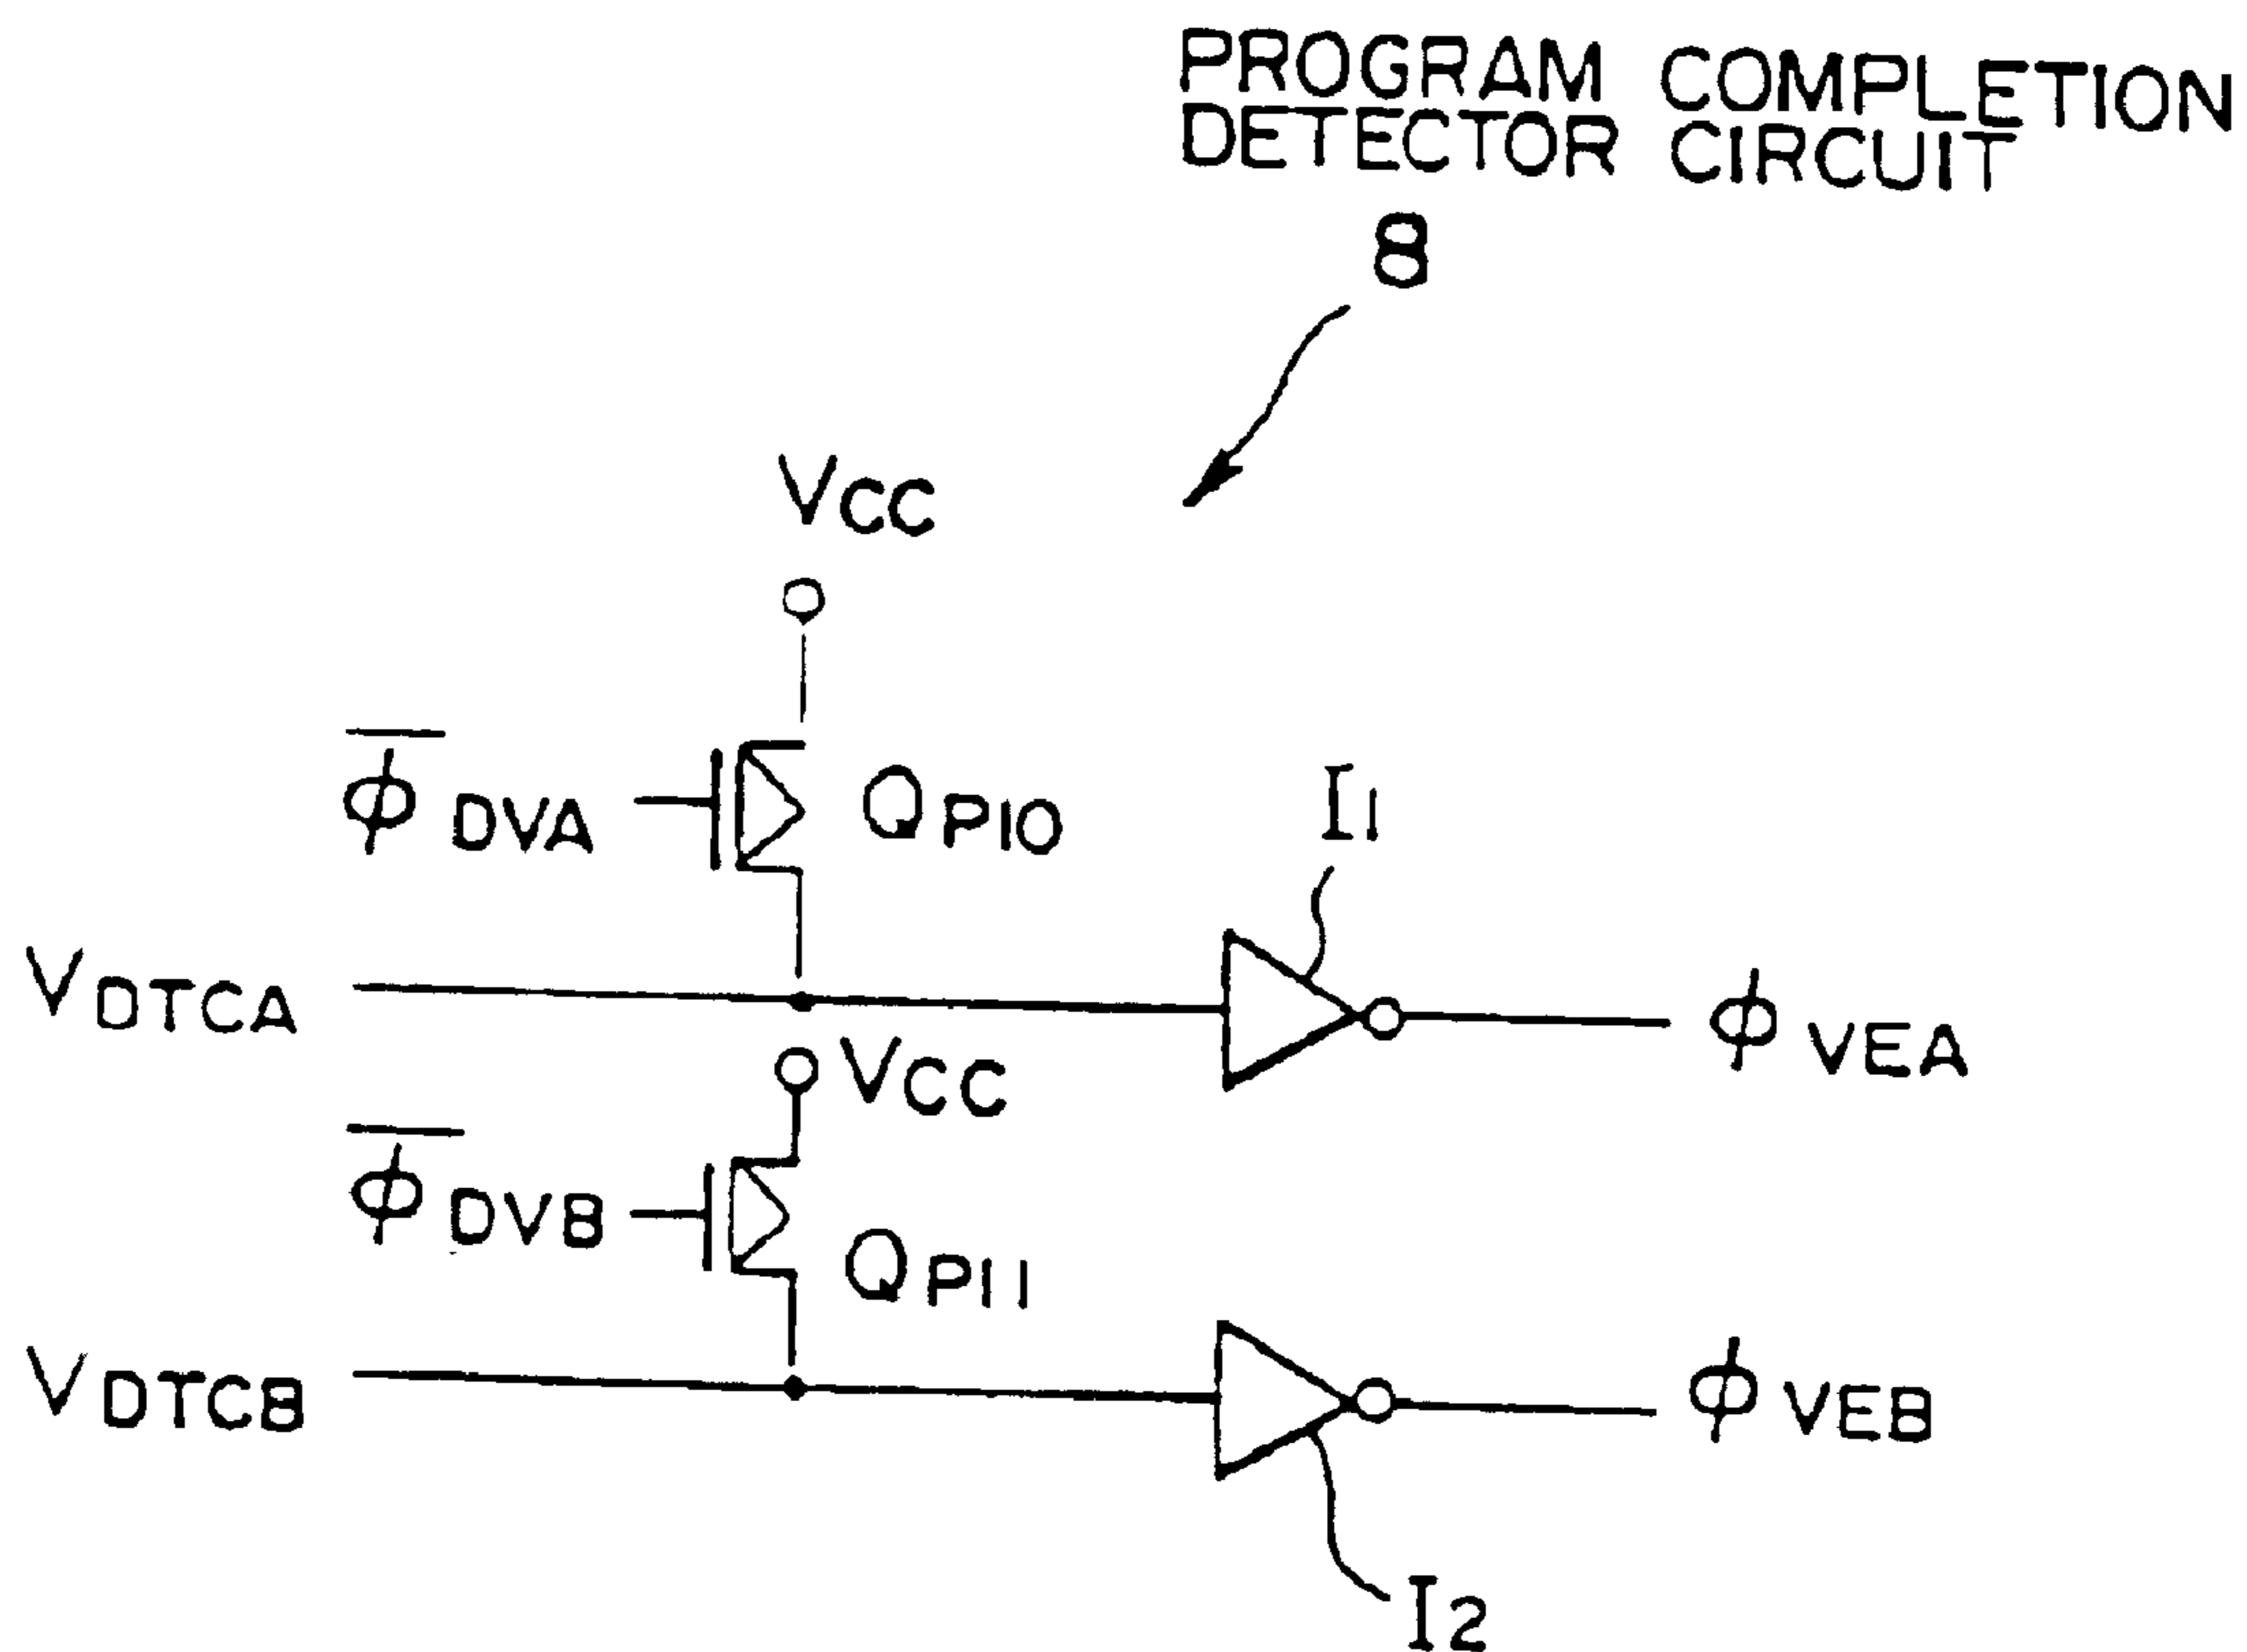 PROGRAM COMPLETION
DETECTOR CIRCUIT
8
VCC
ϕ̅ DVA
QP10
I1
VDTCA
ϕ VEA
VCC
ϕ̅ DVB
QP11
VDTCB
ϕ VEB
I2